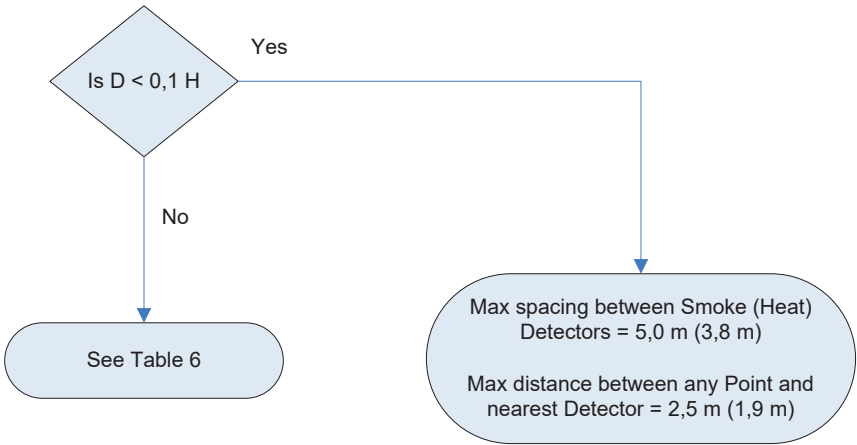 Yes
Is D < 0,1 H
No
See Table 6
Max spacing between Smoke (Heat)
Detectors = 5,0 m (3,8 m)
Max distance between any Point and
nearest Detector = 2,5 m (1,9 m)